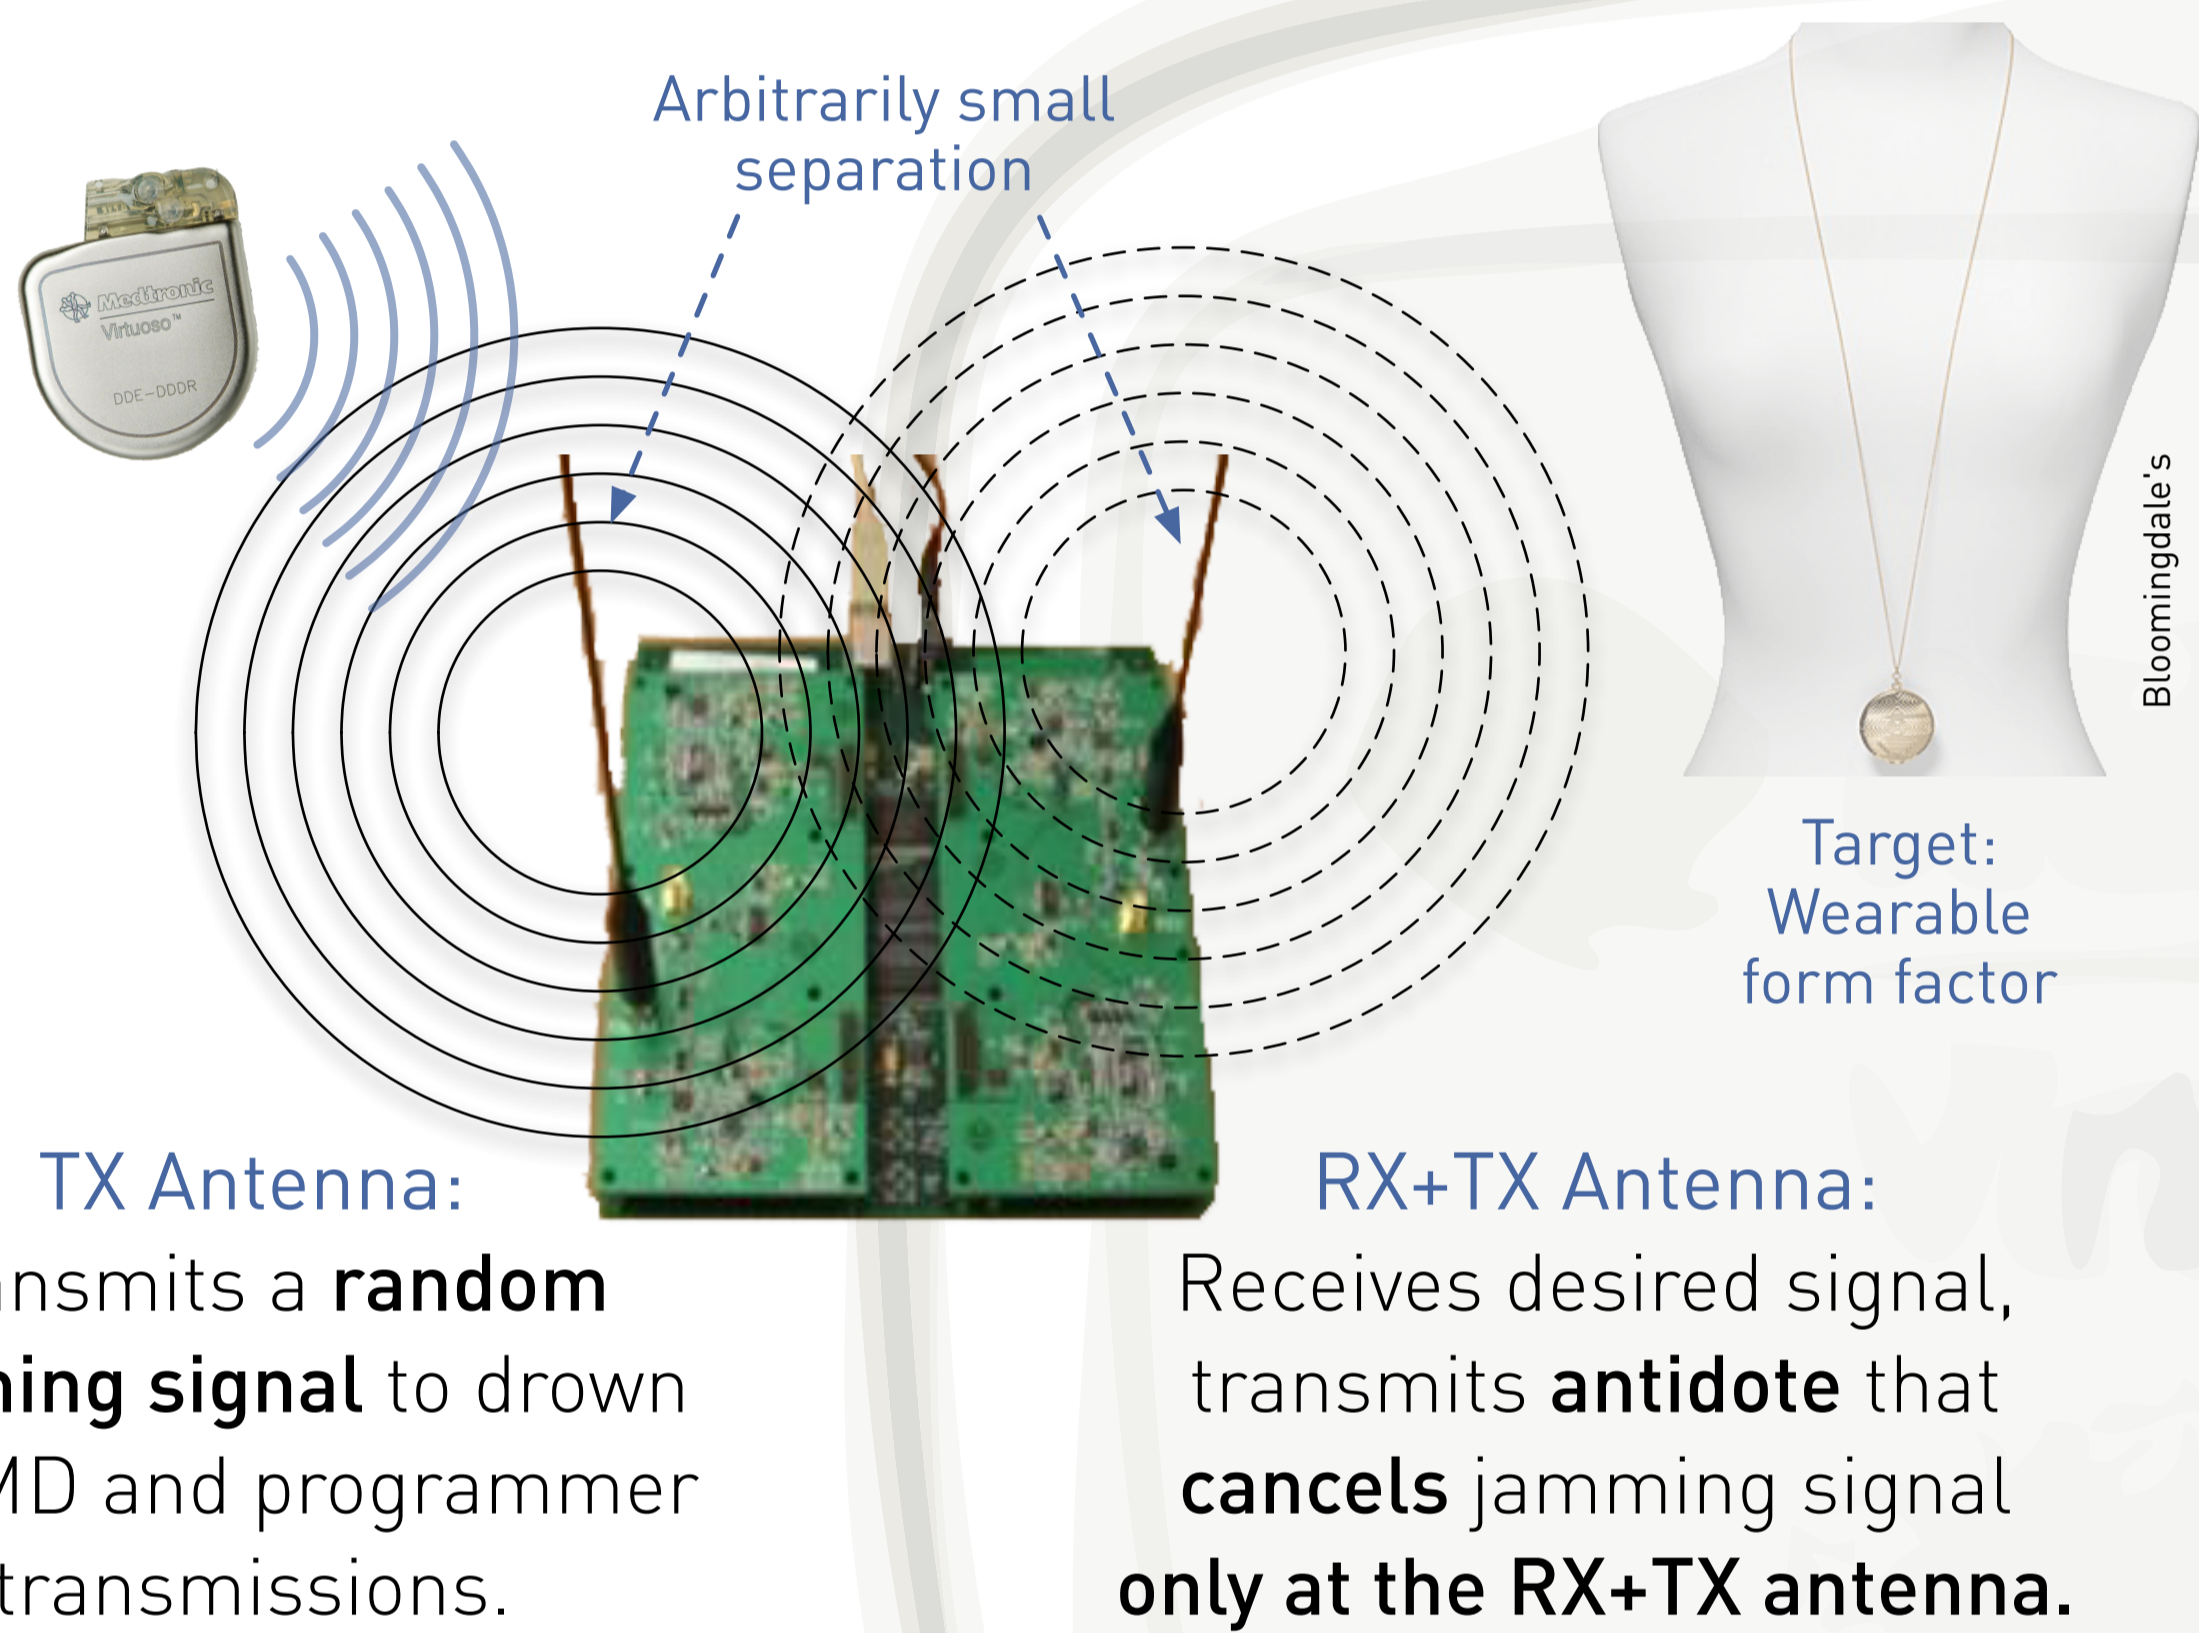 Arbitrarily small
separation
Medtronic
Virtuoso™
DDE-DDDR
Bloomingdale's
Target:
Wearable
form factor
TX Antenna:
nsmits a random
ing signal to drown
MD and programmer
transmissions.
RX+TX Antenna:
Receives desired signal,
transmits antidote that
cancels jamming signal
only at the RX+TX antenna.